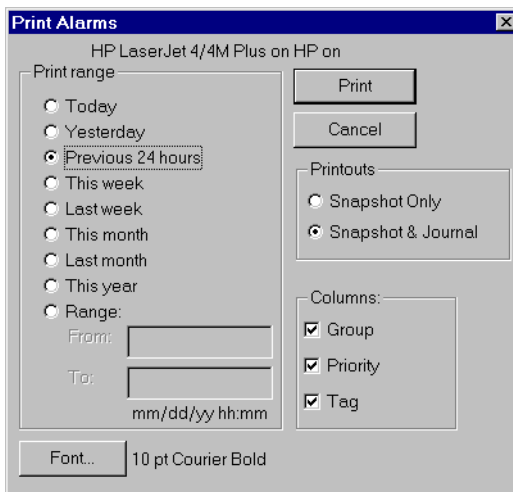 Print Alarms
HP LaserJet 4/4M Plus on HP on
Print range
Today
Yesterday
Previous 24 hours
This week
Last week
This month
Last month
This year
Range:
From:
To:
mm/dd/yy hh:mm
Print
Cancel
Printouts
Snapshot Only
Snapshot & Journal
Columns:
Group
Priority
Tag
Font...
10 pt Courier Bold